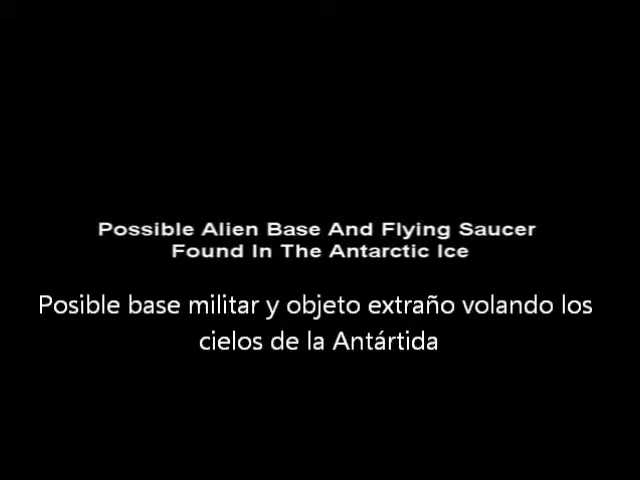 Possible Alien Base And Flying Saucer
Found In The Antarctic Ice
Posible base militar y objeto extraño volando los
cielos de la Antártida